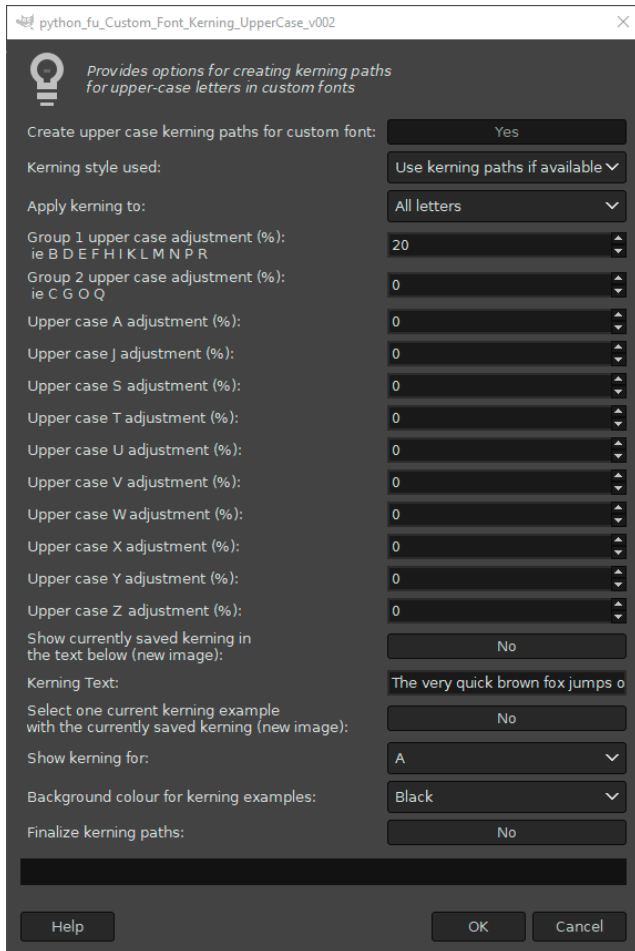 python_fu_Custom_Font_Kerning_UpperCase_v002
Provides options for creating kerning paths
for upper-case letters in custom fonts
Create upper case kerning paths for custom font: Yes
Kerning style used: Use kerning paths if available
Apply kerning to: All letters
Group 1 upper case adjustment (%): 20
ie B D E F H I K L M N P R
Group 2 upper case adjustment (%): 0
ie C G O Q
Upper case A adjustment (%): 0
Upper case J adjustment (%): 0
Upper case S adjustment (%): 0
Upper case T adjustment (%): 0
Upper case U adjustment (%): 0
Upper case V adjustment (%): 0
Upper case W adjustment (%): 0
Upper case X adjustment (%): 0
Upper case Y adjustment (%): 0
Upper case Z adjustment (%): 0
Show currently saved kerning in
the text below (new image): No
Kerning Text: The very quick brown fox jumps o
Select one current kerning example
with the currently saved kerning (new image): No
Show kerning for: A
Background colour for kerning examples: Black
Finalize kerning paths: No
Help OK Cancel